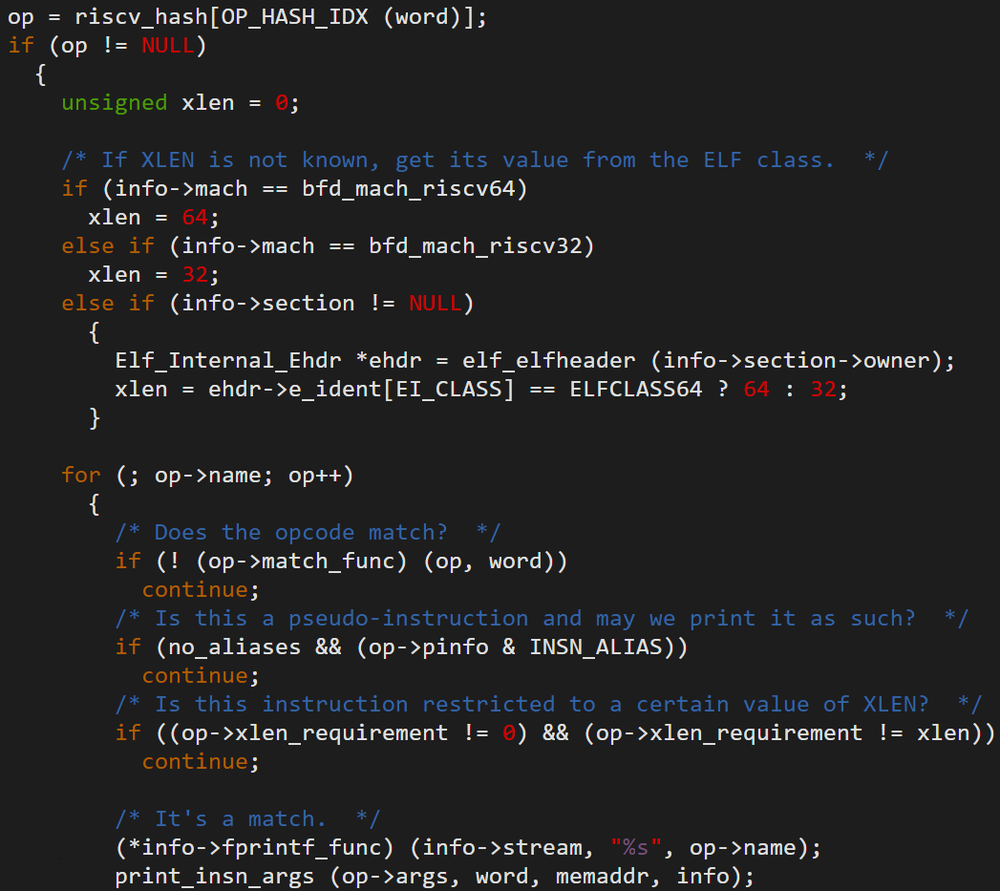 op = riscv_hash[OP_HASH_IDX (word)];
if (op != NULL)
  {
    unsigned xlen = 0;

    /* If XLEN is not known, get its value from the ELF class.  */
    if (info->mach == bfd_mach_riscv64)
      xlen = 64;
    else if (info->mach == bfd_mach_riscv32)
      xlen = 32;
    else if (info->section != NULL)
      {
        Elf_Internal_Ehdr *ehdr = elf_elfheader (info->section->owner);
        xlen = ehdr->e_ident[EI_CLASS] == ELFCLASS64 ? 64 : 32;
      }

    for (; op->name; op++)
      {
        /* Does the opcode match?  */
        if (! (op->match_func) (op, word))
          continue;
        /* Is this a pseudo-instruction and may we print it as such?  */
        if (no_aliases && (op->pinfo & INSN_ALIAS))
          continue;
        /* Is this instruction restricted to a certain value of XLEN?  */
        if ((op->xlen_requirement != 0) && (op->xlen_requirement != xlen))
          continue;

        /* It's a match.  */
        (*info->fprintf_func) (info->stream, "%s", op->name);
        print_insn_args (op->args, word, memaddr, info);